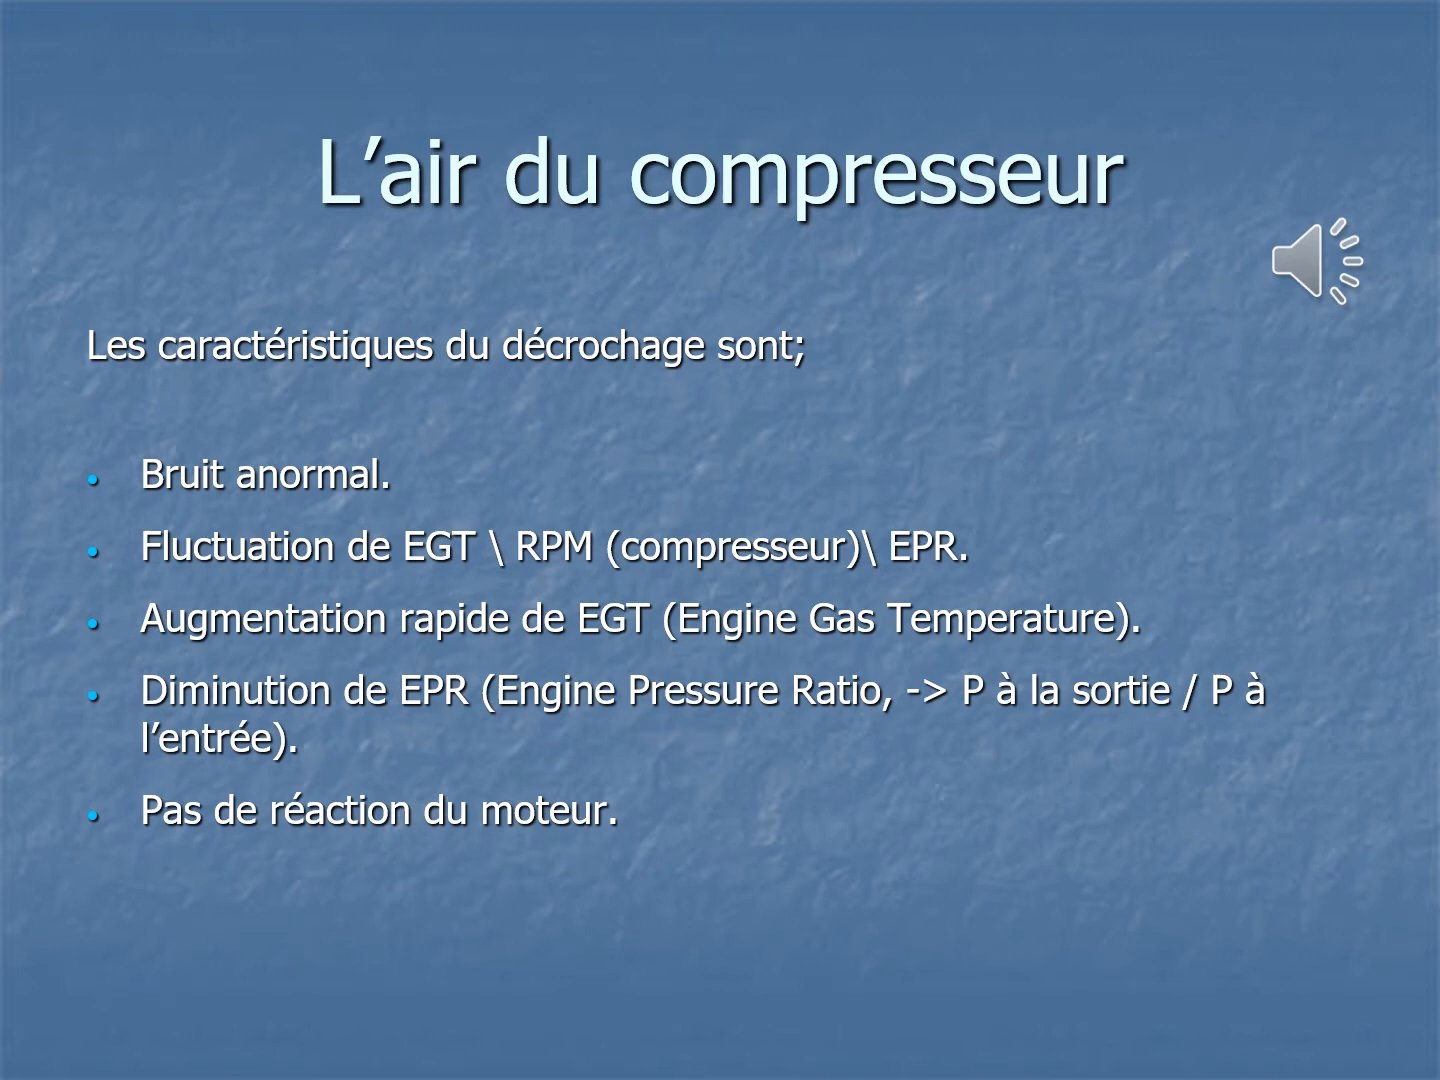 L’air du compresseur
Les caractéristiques du décrochage sont;
• Bruit anormal.
• Fluctuation de EGT \ RPM (compresseur)\ EPR.
• Augmentation rapide de EGT (Engine Gas Temperature).
• Diminution de EPR (Engine Pressure Ratio, -> P à la sortie / P à
l’entrée).
• Pas de réaction du moteur.